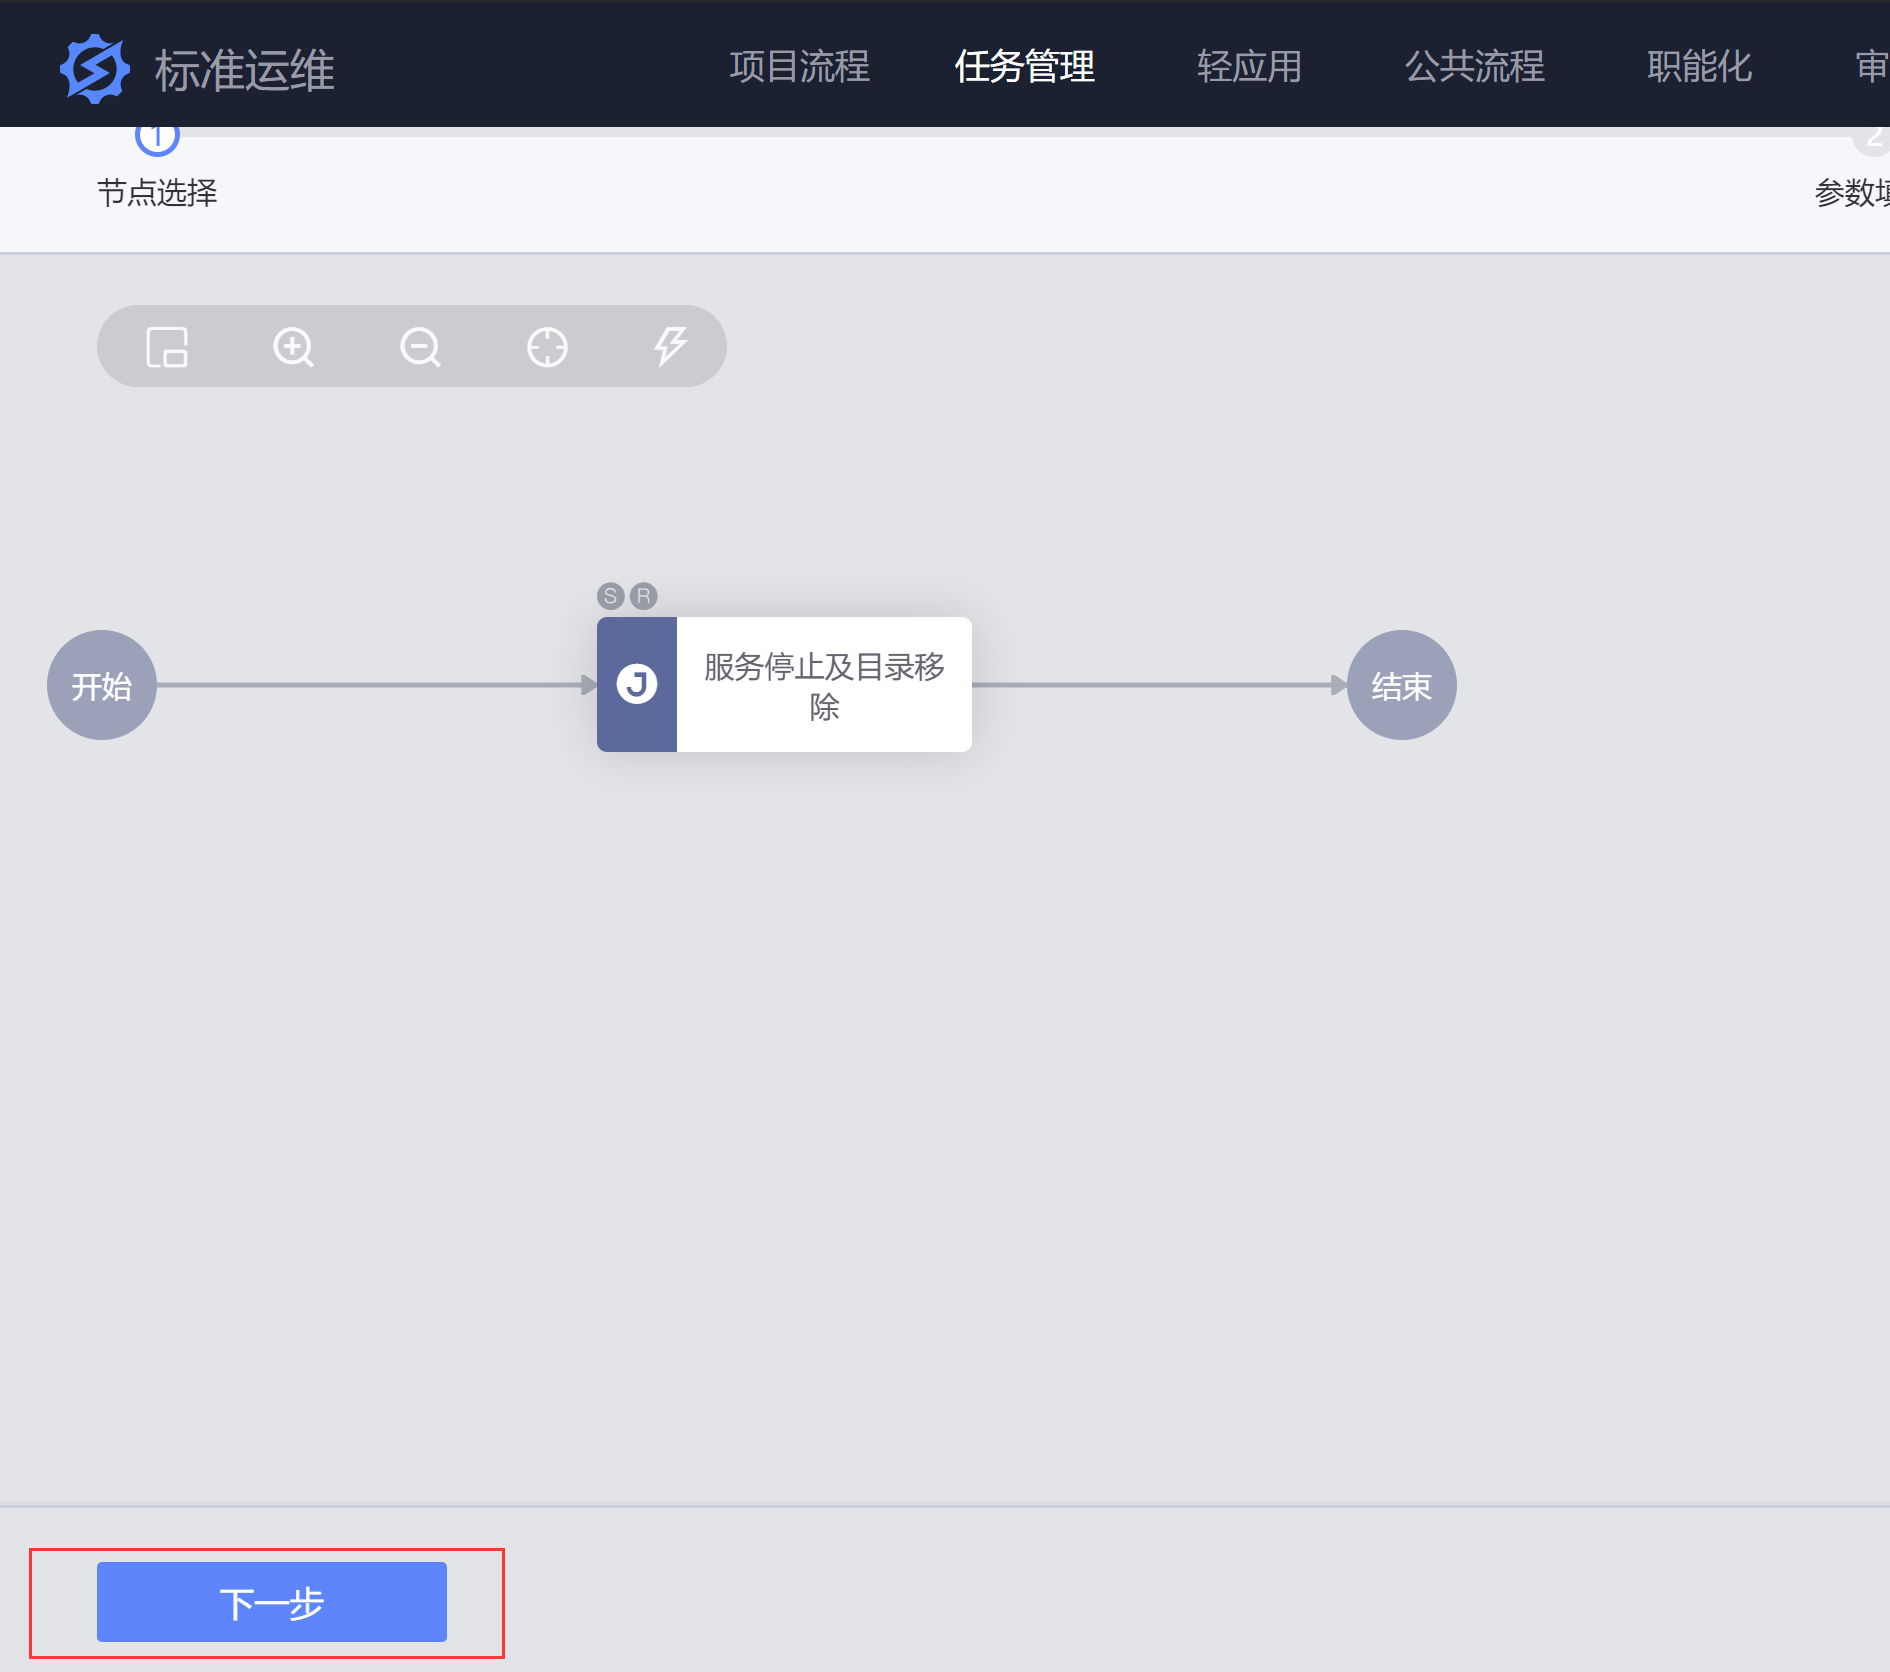 标准运维
项目流程
任务管理
轻应用
公共流程
职能化
审
1
2
节点选择
参数填
S R
开始
J
服务停止及目录移
除
结束
下一步